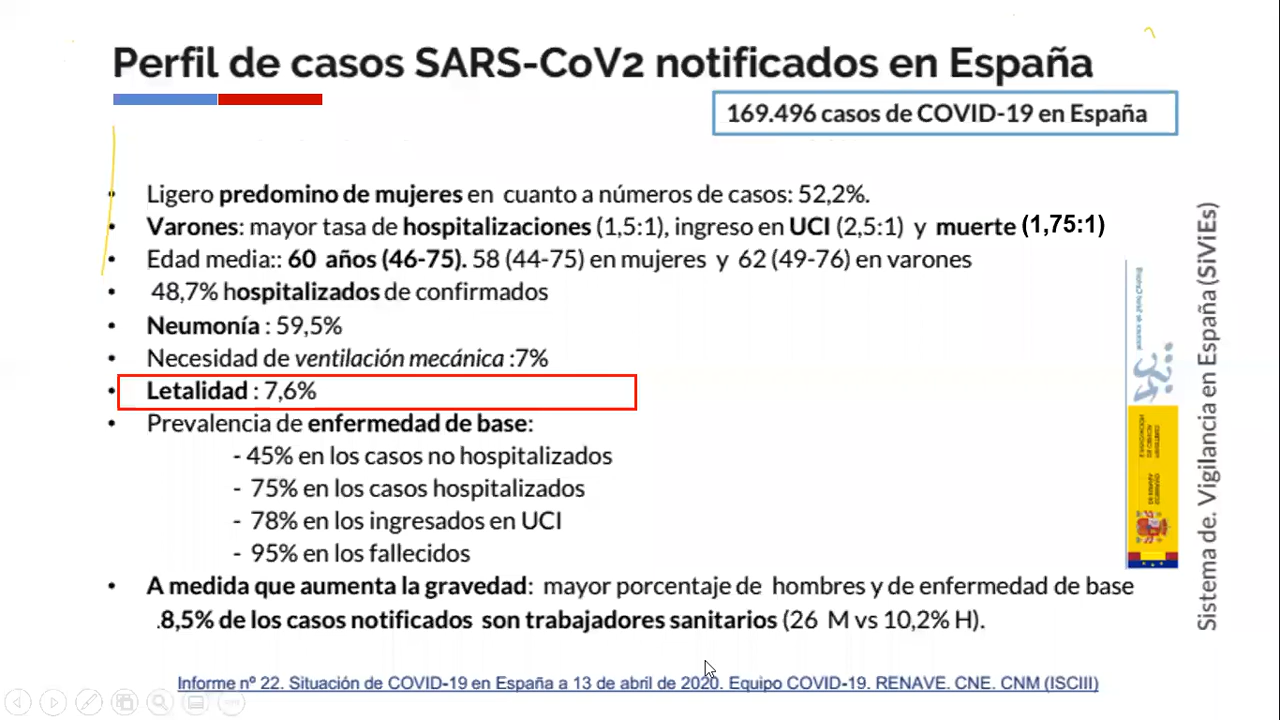 Perfil de casos SARS-CoV2 notificados en España
169.496 casos de COVID-19 en España
• Ligero predomino de mujeres en cuanto a números de casos: 52,2%.
• Varones: mayor tasa de hospitalizaciones (1,5:1), ingreso en UCI (2,5:1) y muerte (1,75:1)
• Edad media:: 60 años (46-75). 58 (44-75) en mujeres y 62 (49-76) en varones
• 48,7% hospitalizados de confirmados
• Neumonía : 59,5%
• Necesidad de ventilación mecánica :7%
• Letalidad : 7,6%
• Prevalencia de enfermedad de base:
- 45% en los casos no hospitalizados
- 75% en los casos hospitalizados
- 78% en los ingresados en UCI
- 95% en los fallecidos
• A medida que aumenta la gravedad: mayor porcentaje de hombres y de enfermedad de base
.8,5% de los casos notificados son trabajadores sanitarios (26 M vs 10,2% H).
Sistema de. Vigilancia en España (SiViEs)
Informe nº 22. Situación de COVID-19 en España a 13 de abril de 2020. Equipo COVID-19. RENAVE. CNE. CNM (ISCIII)